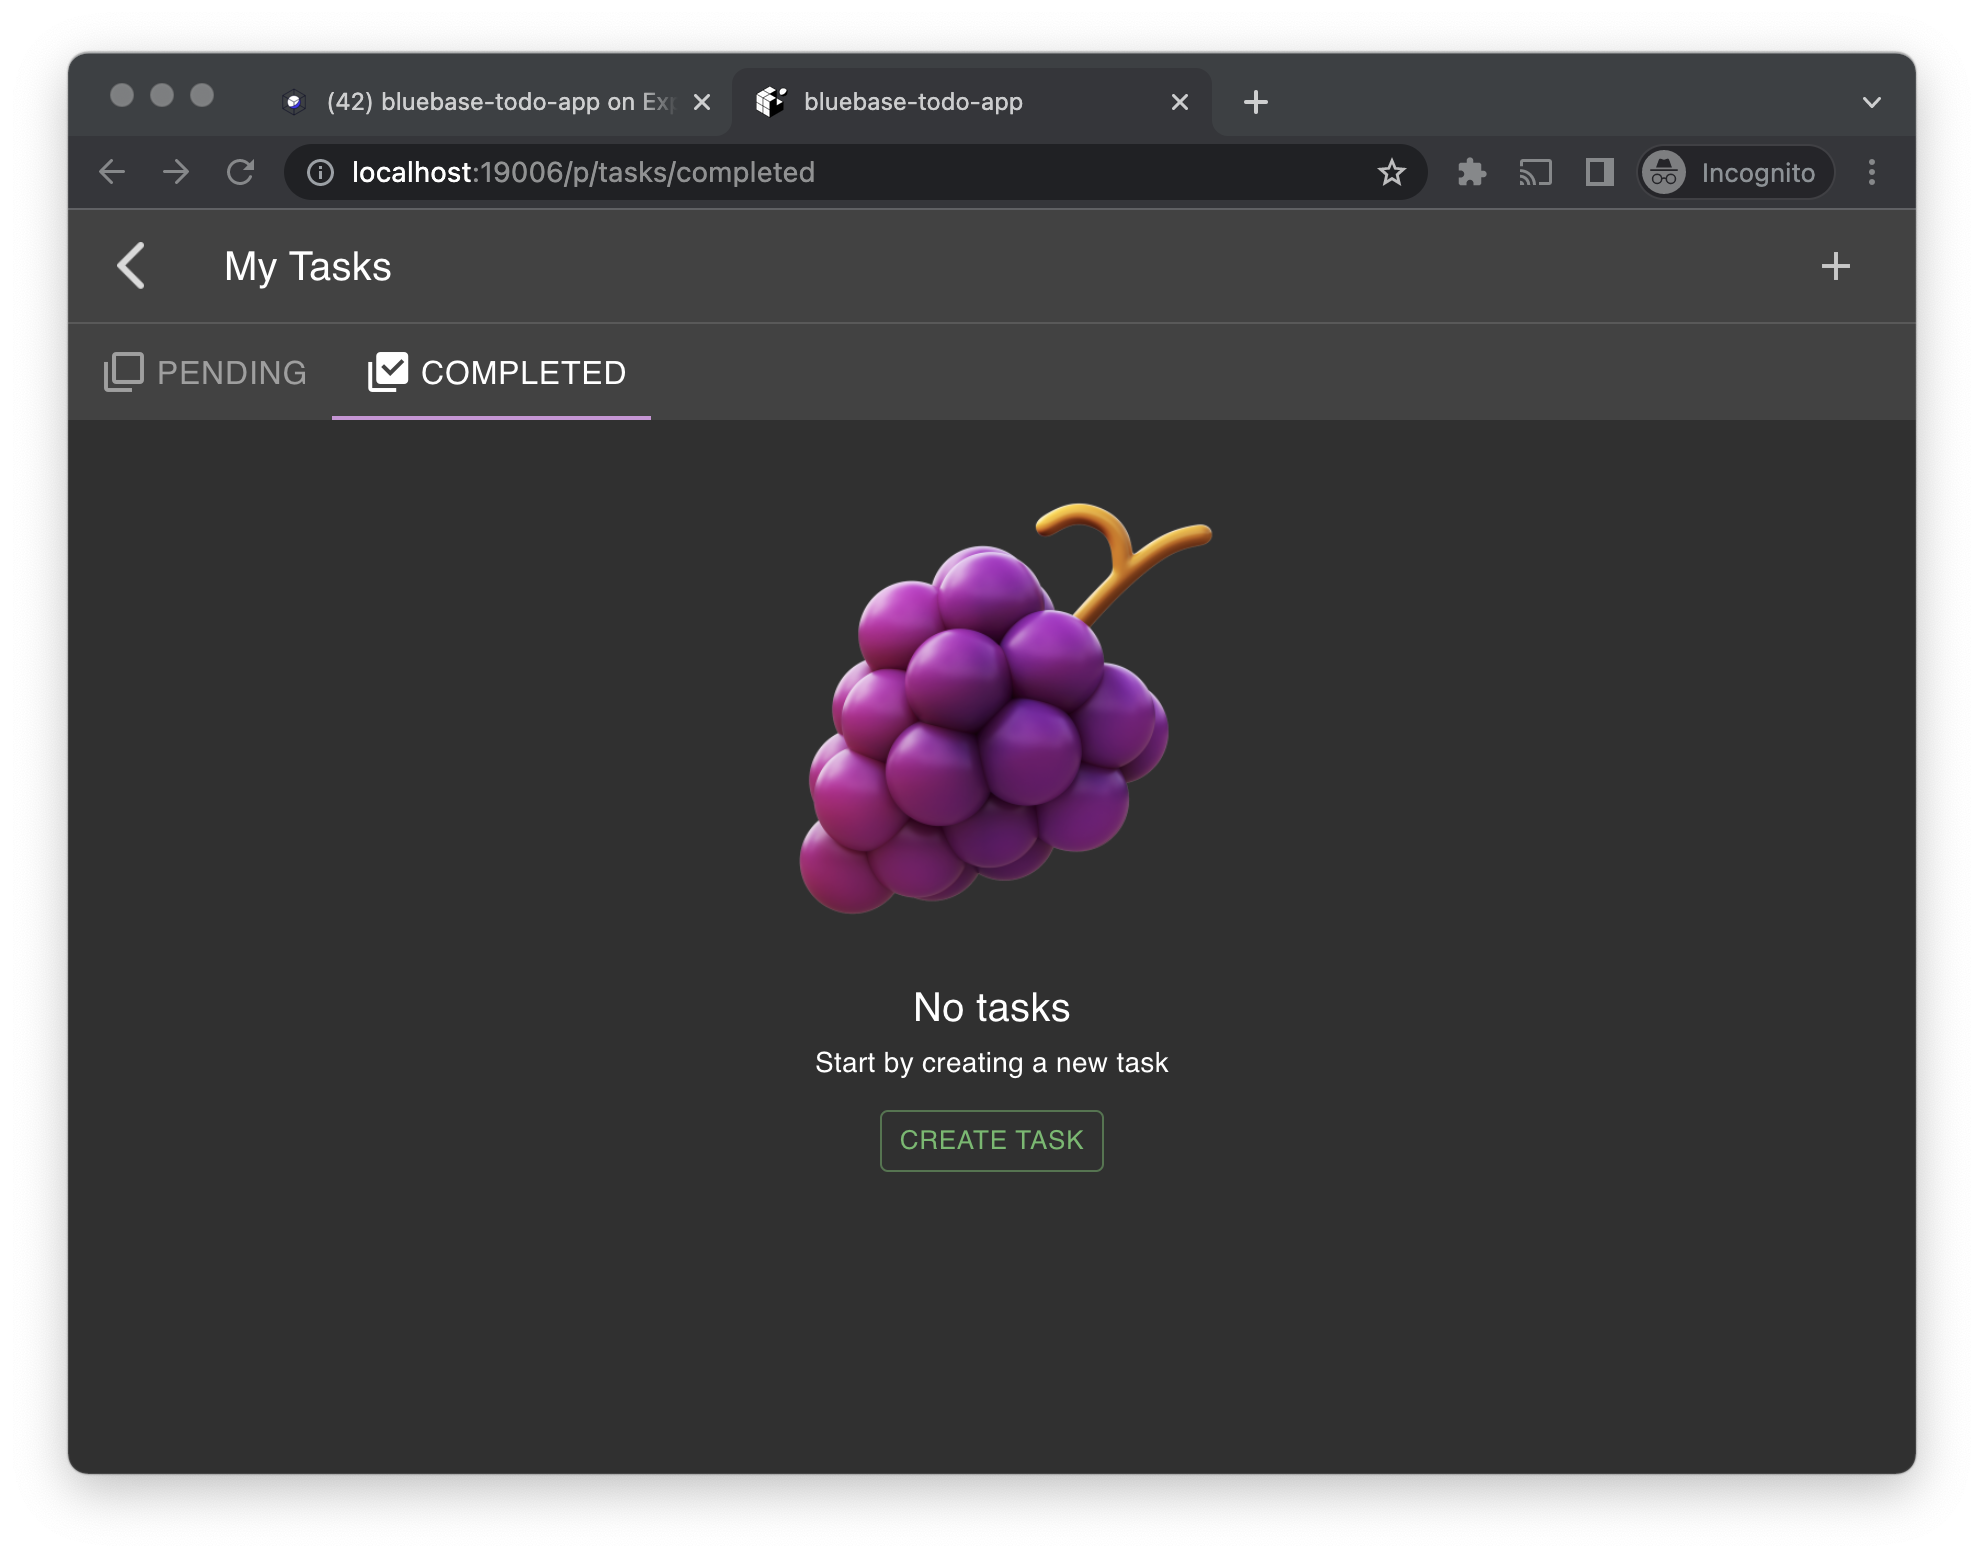 (42) bluebase-todo-app on Exp
bluebase-todo-app
localhost:19006/p/tasks/completed
Incognito
My Tasks
PENDING
COMPLETED
No tasks
Start by creating a new task
CREATE TASK